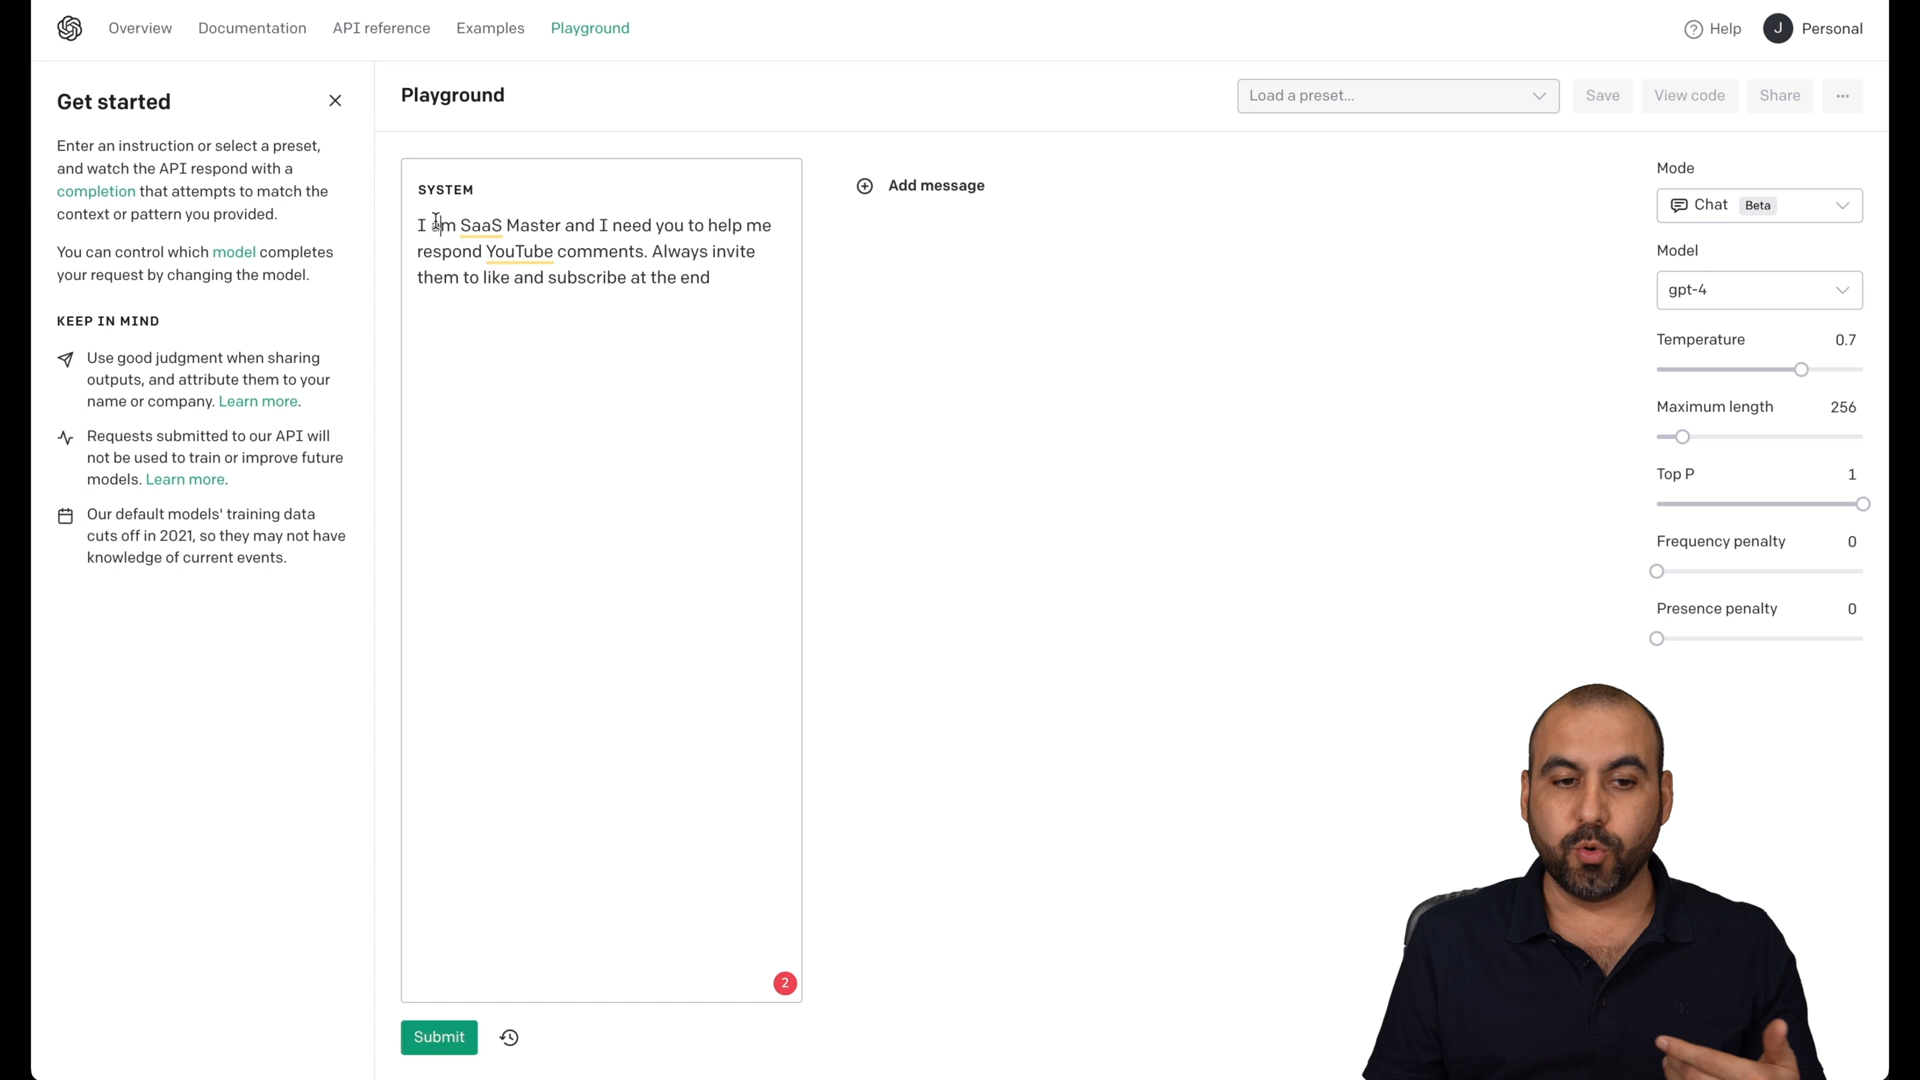 Overview Documentation API reference Examples Playground
Help J Personal
Get started
Enter an instruction or select a preset,
and watch the API respond with a
completion that attempts to match the
context or pattern you provided.
You can control which model completes
your request by changing the model.
KEEP IN MIND
Use good judgment when sharing
outputs, and attribute them to your
name or company. Learn more.
Requests submitted to our API will
not be used to train or improve future
models. Learn more.
Our default models' training data
cuts off in 2021, so they may not have
knowledge of current events.
Playground
Load a preset... Save View code Share ...
SYSTEM
I am SaaS Master and I need you to help me
respond YouTube comments. Always invite
them to like and subscribe at the end
2
Submit
Add message
Mode
Chat Beta
Model
gpt-4
Temperature 0.7
Maximum length 256
Top P 1
Frequency penalty 0
Presence penalty 0